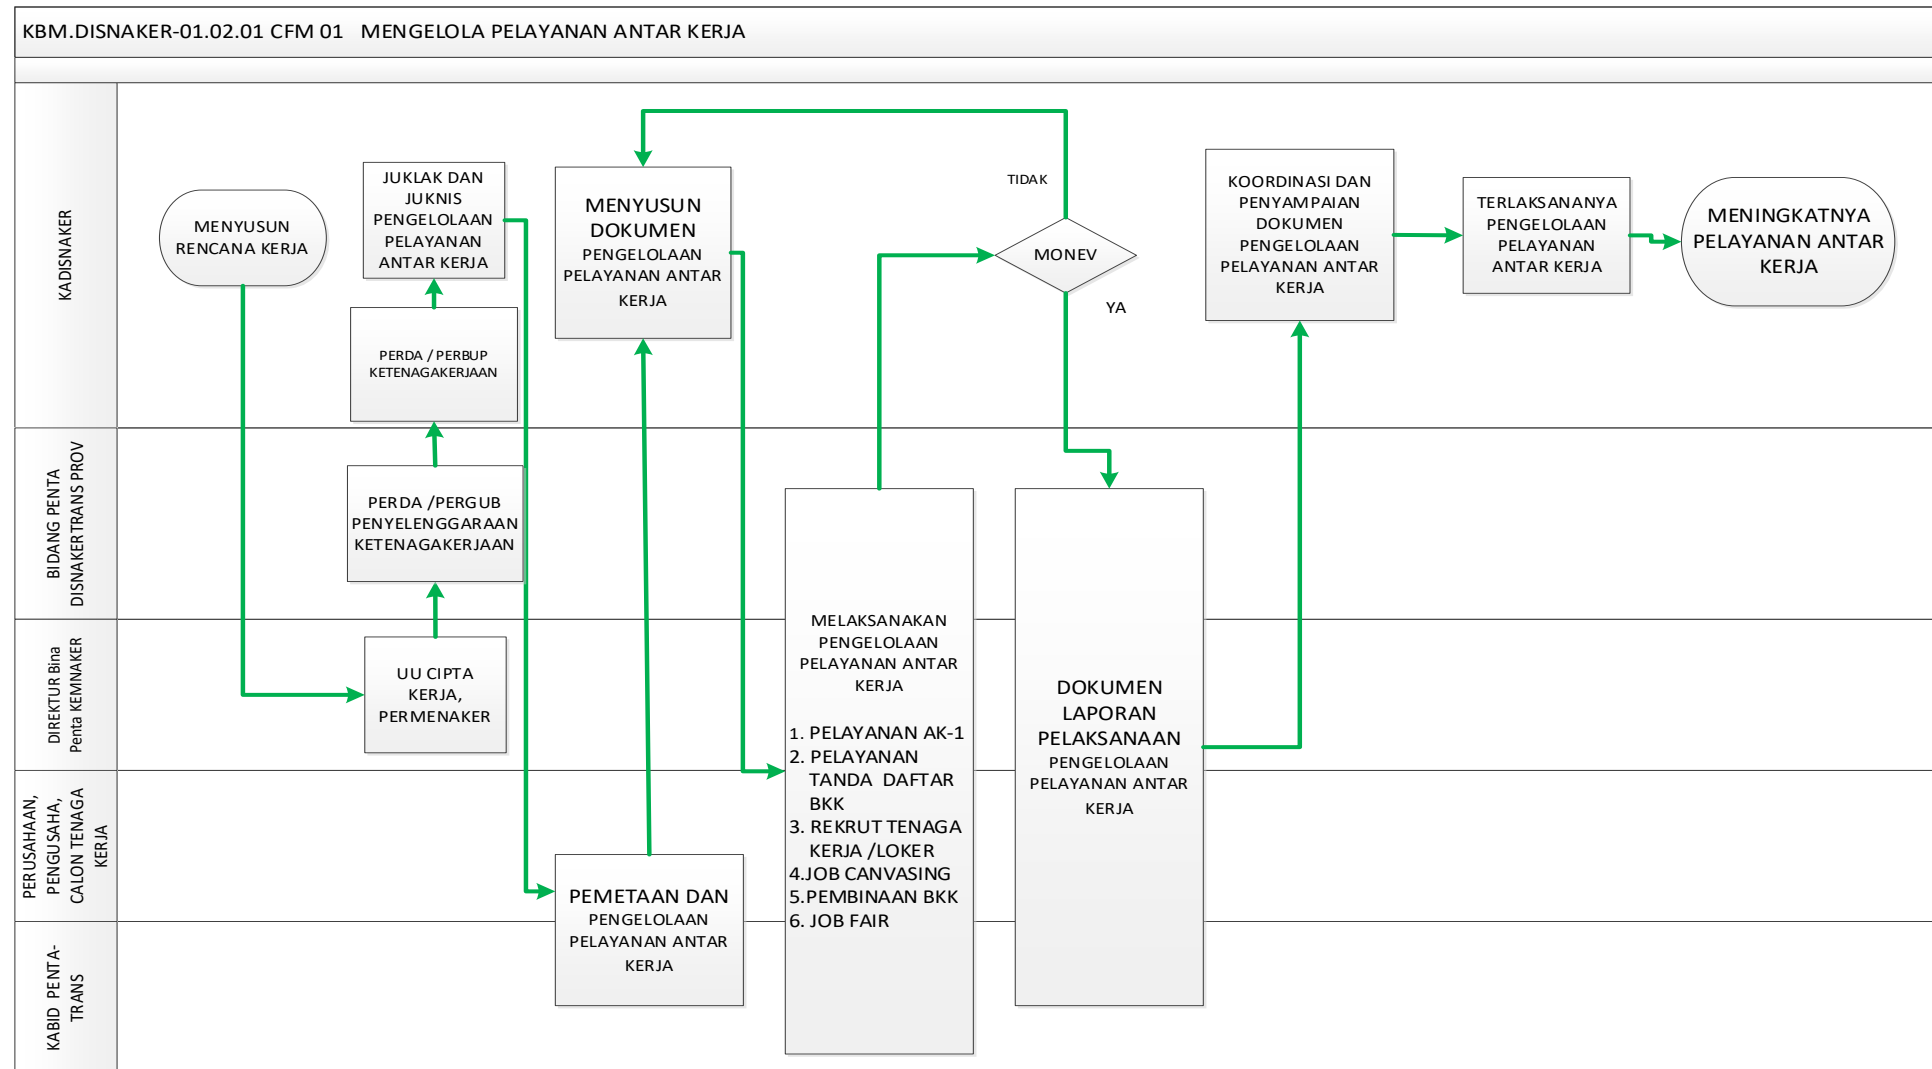 KBM.DISNAKER-01.02.01 CFM 01 MENGELOLA PELAYANAN ANTAR KERJA
KADISNAKER
MENYUSUN
RENCANA KERJA
JUKLAK DAN
JUKNIS
PENGELOLAAN
PELAYANAN
ANTAR KERJA
PERDA / PERBUP
KETENAGAKERJAAN
MENYUSUN
DOKUMEN
PENGELOLAAN
PELAYANAN ANTAR
KERJA
TIDAK
MONEV
YA
KOORDINASI DAN
PENYAMPAIAN
DOKUMEN
PENGELOLAAN
PELAYANAN ANTAR
KERJA
TERLAKSANANYA
PENGELOLAAN
PELAYANAN
ANTAR KERJA
MENINGKATNYA
PELAYANAN ANTAR
KERJA
BIDANG PENTA
DISNAKERTRANS PROV
PERDA /PERGUB
PENYELENGGARAAN
KETENAGAKERJAAN
DIREKTUR Bina
Penta KEMNAKER
UU CIPTA
KERJA,
PERMENAKER
MELAKSANAKAN
PENGELOLAAN
PELAYANAN ANTAR
KERJA
1. PELAYANAN AK-1
2. PELAYANAN
TANDA DAFTAR
BKK
3. REKRUT TENAGA
KERJA /LOKER
4.JOB CANVASING
5.PEMBINAAN BKK
6. JOB FAIR
DOKUMEN
LAPORAN
PELAKSANAAN
PENGELOLAAN
PELAYANAN ANTAR
KERJA
PERUSAHAAN,
PENGUSAHA,
CALON TENAGA
KERJA
PEMETAAN DAN
PENGELOLAAN
PELAYANAN ANTAR
KERJA
KABID PENTA-
TRANS